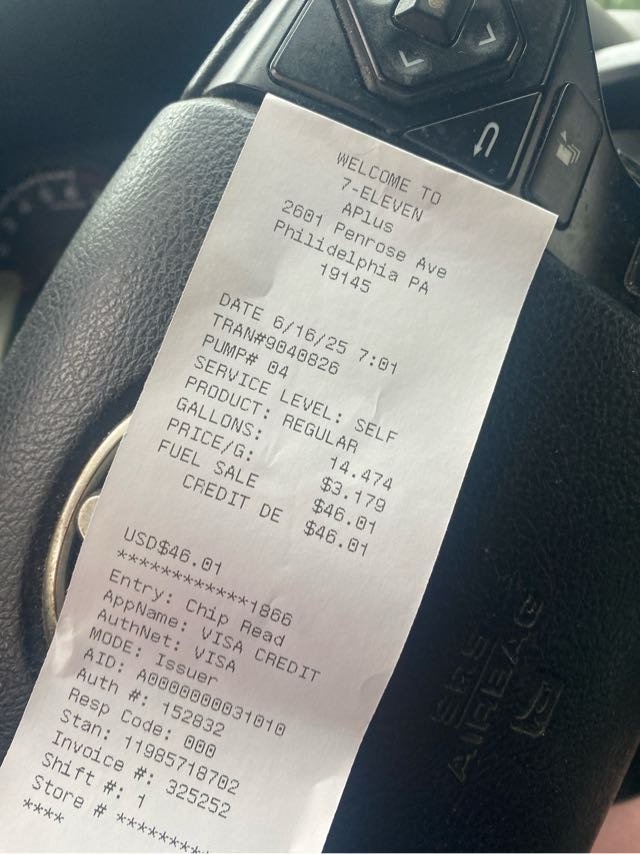 WELCOME TO
7-ELEVEN
APlus
2601 Penrose Ave
Philidelphia PA
19145
DATE 6/16/25 7:01
TRAN#9040826
PUMP# 04
SERVICE LEVEL: SELF
PRODUCT: REGULAR
GALLONS: 14.474
PRICE/G: $3.179
FUEL SALE $46.01
CREDIT DE $46.01
USD$46.01
************1866
Entry: Chip Read
AppName: VISA CREDIT
AuthNet: VISA
MODE: Issuer
AID: A0000000031010
Auth #: 152832
Resp Code: 000
Stan: 11985718702
Invoice #: 325252
Shift #: 1
Store # *********
****
SRS
AIRBAG